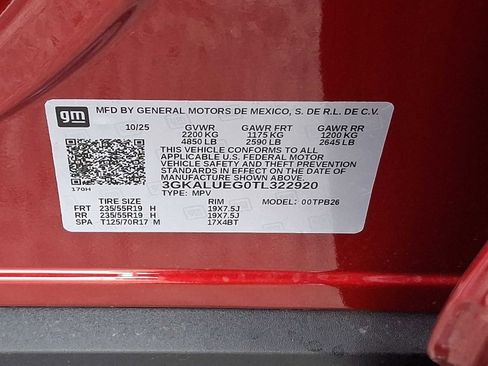 gm MFD BY GENERAL MOTORS DE MEXICO, S. DE R.L. DE C.V.
10/25 GVWR GAWR FRT GAWR RR
2200 KG 1175 KG 1200 KG
4850 LB 2590 LB 2645 LB
THIS VEHICLE CONFORMS TO ALL
APPLICABLE U.S. FEDERAL MOTOR
VEHICLE SAFETY AND THEFT PREVENTION
STANDARDS IN EFFECT ON THE DATE OF
MANUFACTURE SHOWN ABOVE.
170H 3GKALUEG0TL322920
TYPE: MPV
TIRE SIZE RIM MODEL: 00TPB26
FRT 235/55R19 H 19X7.5J
RR 235/55R19 H 19X7.5J
SPA T125/70R17 M 17X4BT